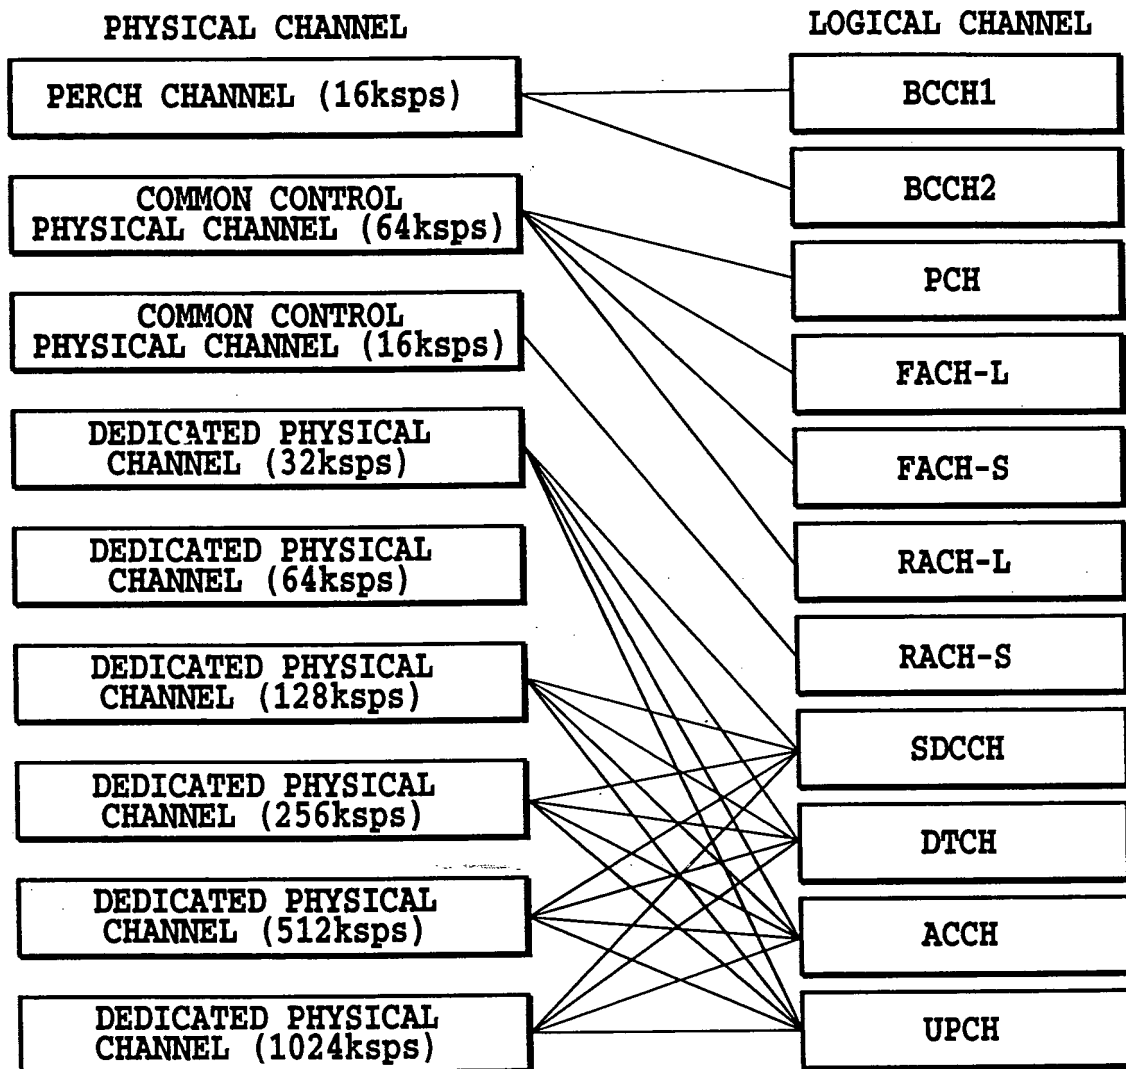 PHYSICAL CHANNEL
PERCH CHANNEL (16ksps)
COMMON CONTROL
PHYSICAL CHANNEL (64ksps)
COMMON CONTROL
PHYSICAL CHANNEL (16ksps)
DEDICATED PHYSICAL
CHANNEL (32ksps)
DEDICATED PHYSICAL
CHANNEL (64ksps)
DEDICATED PHYSICAL
CHANNEL (128ksps)
DEDICATED PHYSICAL
CHANNEL (256ksps)
DEDICATED PHYSICAL
CHANNEL (512ksps)
DEDICATED PHYSICAL
CHANNEL (1024ksps)
LOGICAL CHANNEL
BCCH1
BCCH2
PCH
FACH-L
FACH-S
RACH-L
RACH-S
SDCCH
DTCH
ACCH
UPCH